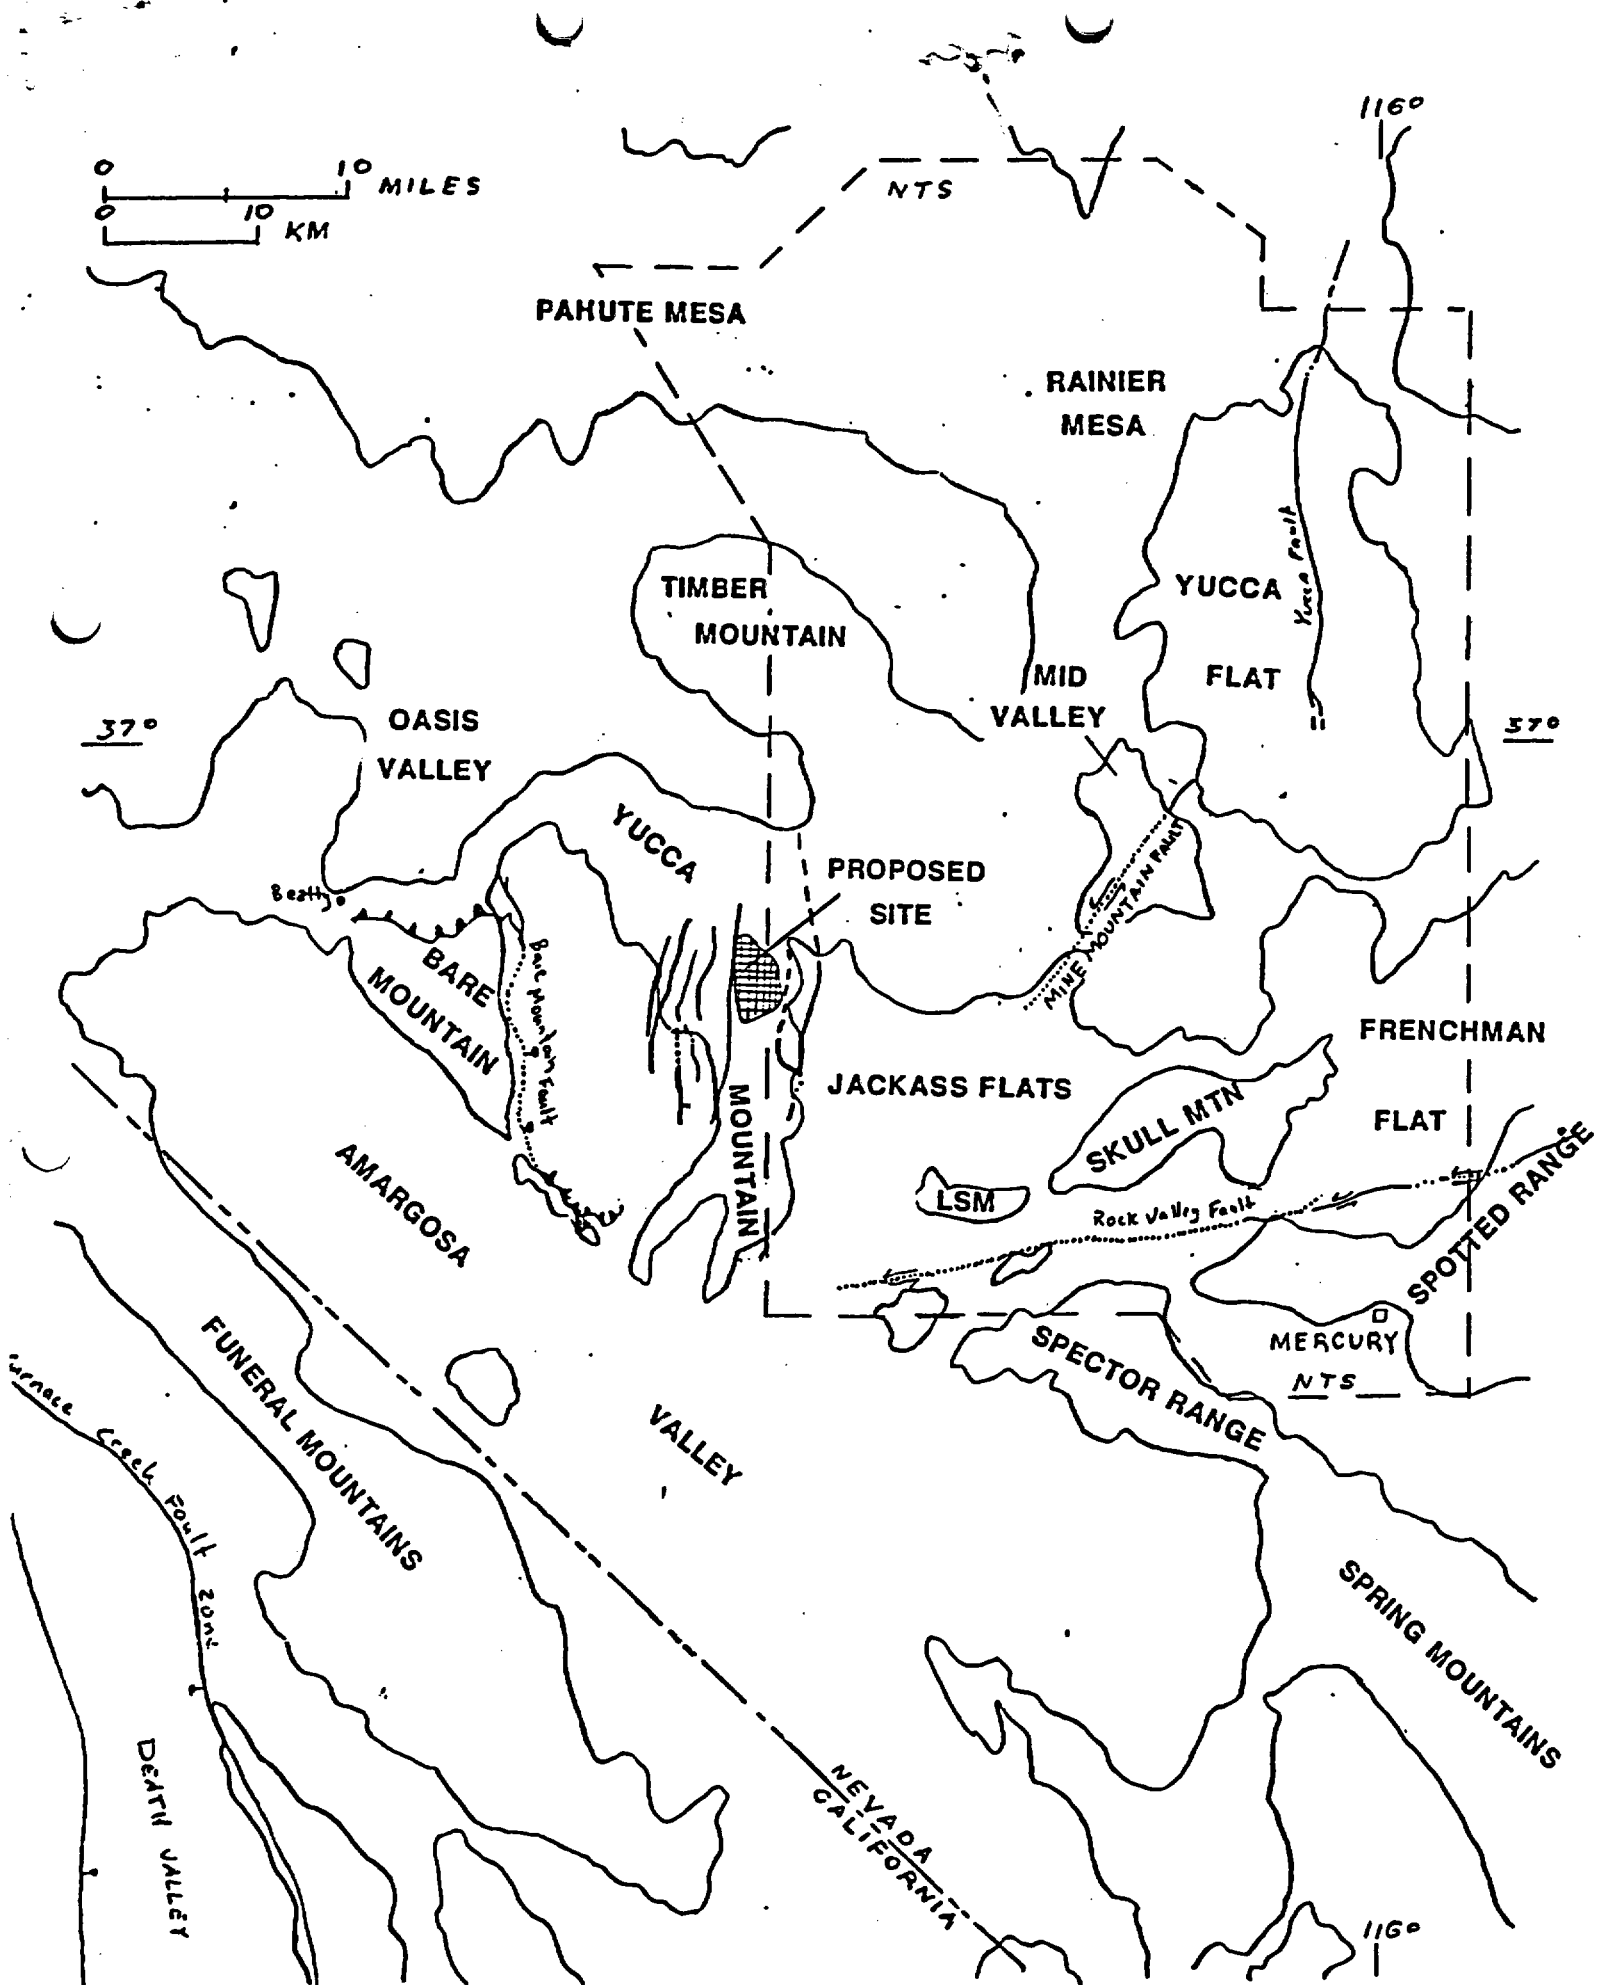 116°
0 10 MILES
0 10 KM
NTS
PAHUTE MESA
RAINIER
MESA
Yucca Fault
TIMBER
MOUNTAIN
YUCCA
FLAT
MID
VALLEY
37°
OASIS
VALLEY
37°
YUCCA
MOUNTAIN
PROPOSED
SITE
MINE MOUNTAIN FAULT
Beatty
BARE
MOUNTAIN
Bare Mountain Fault
FRENCHMAN
FLAT
JACKASS FLATS
SKULL MTN
LSM
Rock Valley Fault
SPOTTED RANGE
AMARGOSA
VALLEY
MERCURY
NTS
SPECTOR RANGE
FUNERAL MOUNTAINS
urnace Creek Fault Zone
SPRING MOUNTAINS
DEATH VALLEY
NEVADA
CALIFORNIA
116°